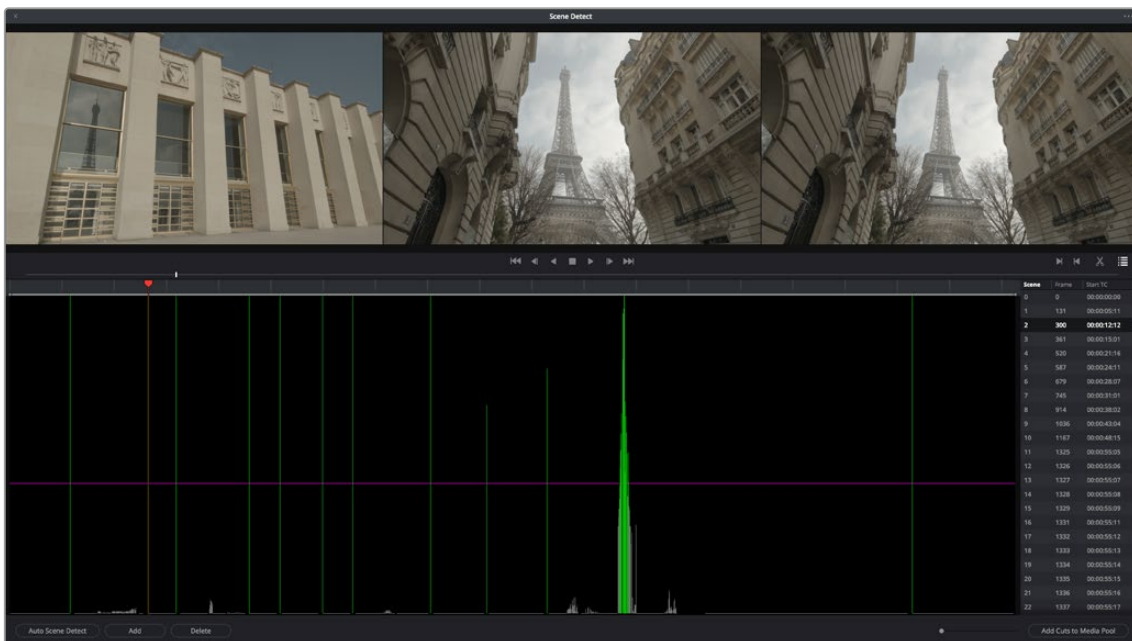 Scene Detect
Scene Frame Start TC
0 0 00:00:00:00
1 131 00:00:05:11
2 300 00:00:12:12
3 361 00:00:15:01
4 520 00:00:21:16
5 587 00:00:24:11
6 679 00:00:28:07
7 745 00:00:31:01
8 914 00:00:38:02
9 1036 00:00:43:04
10 1167 00:00:48:15
11 1325 00:00:55:05
12 1326 00:00:55:06
13 1327 00:00:55:07
14 1328 00:00:55:08
15 1329 00:00:55:09
16 1331 00:00:55:11
17 1332 00:00:55:12
18 1333 00:00:55:13
19 1334 00:00:55:14
20 1335 00:00:55:15
21 1336 00:00:55:16
22 1337 00:00:55:17
Auto Scene Detect Add Delete Add Cuts to Media Pool